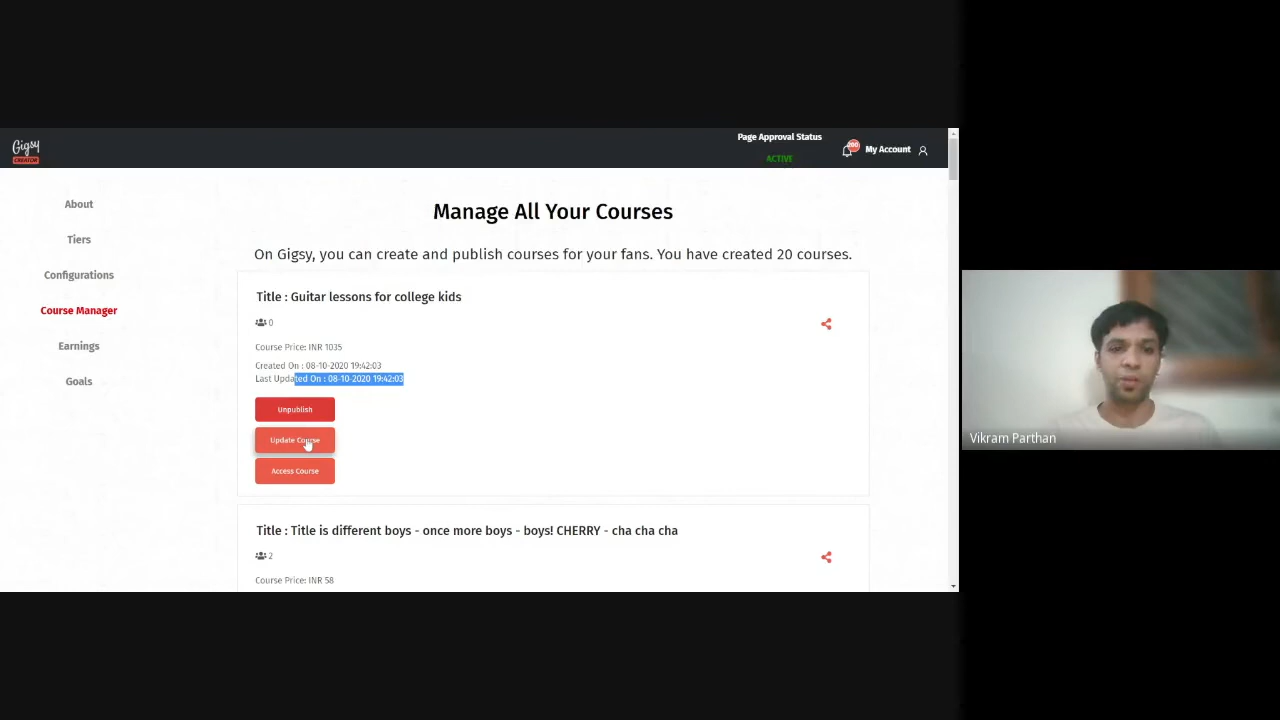 Gigsy
CREATOR
Page Approval Status
ACTIVE
200
My Account
About
Tiers
Configurations
Course Manager
Earnings
Goals
Manage All Your Courses
On Gigsy, you can create and publish courses for your fans. You have created 20 courses.
Title : Guitar lessons for college kids
0
Course Price: INR 1035
Created On : 08-10-2020 19:42:03
Last Updated On : 08-10-2020 19:42:03
Unpublish
Update Course
Access Course
Title : Title is different boys - once more boys - boys! CHERRY - cha cha cha
2
Course Price: INR 58
Vikram Parthan